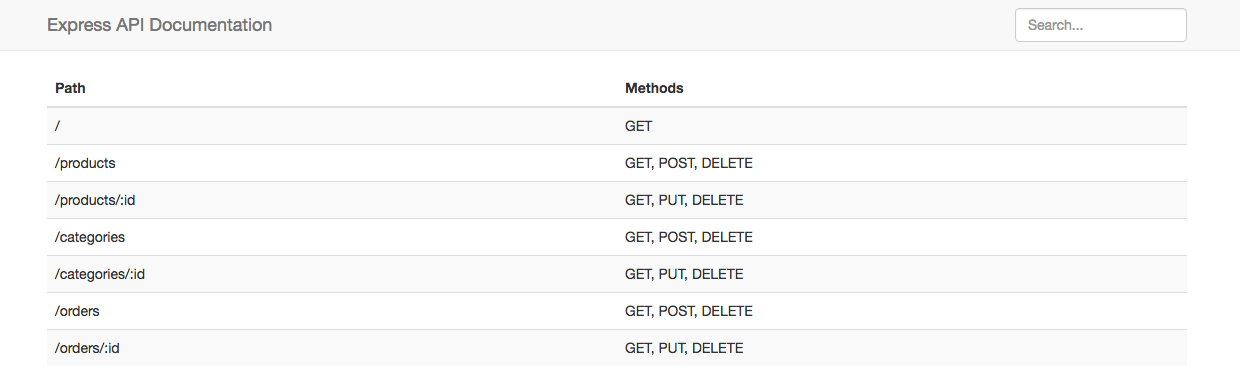 Express API Documentation Search...
Path Methods
/ GET
/products GET, POST, DELETE
/products/:id GET, PUT, DELETE
/categories GET, POST, DELETE
/categories/:id GET, PUT, DELETE
/orders GET, POST, DELETE
/orders/:id GET, PUT, DELETE